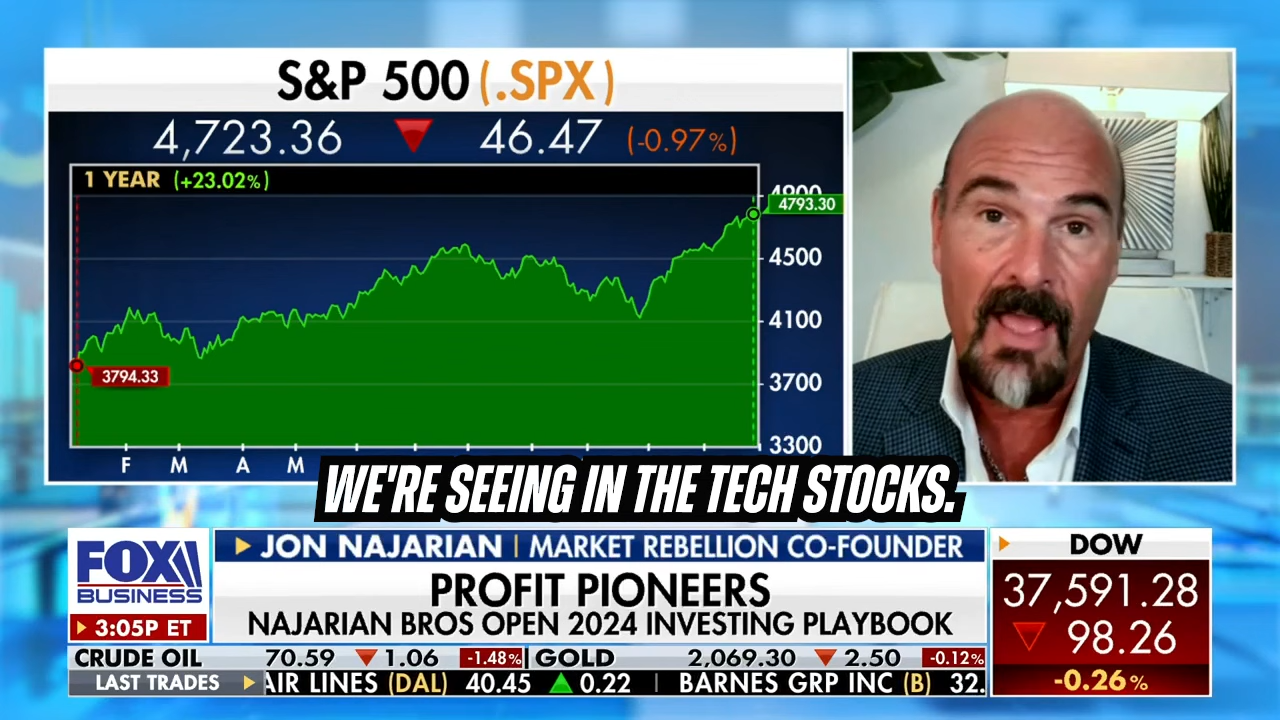 S&P 500 (.SPX)
4,723.36 ▼ 46.47 (-0.97%)
1 YEAR (+23.02%)
4900
4793.30
4500
4100
3794.33
3700
3300
F M A M
WE'RE SEEING IN THE TECH STOCKS.
JON NAJARIAN | MARKET REBELLION CO-FOUNDER
PROFIT PIONEERS
NAJARIAN BROS OPEN 2024 INVESTING PLAYBOOK
FOX
BUSINESS
3:05P ET
DOW
37,591.28
▼ 98.26
-0.26%
CRUDE OIL 70.59 ▼ 1.06 -1.48% GOLD 2,069.30 ▼ 2.50 -0.12%
LAST TRADES AIR LINES (DAL) 40.45 ▲ 0.22 | BARNES GRP INC (B) 32.